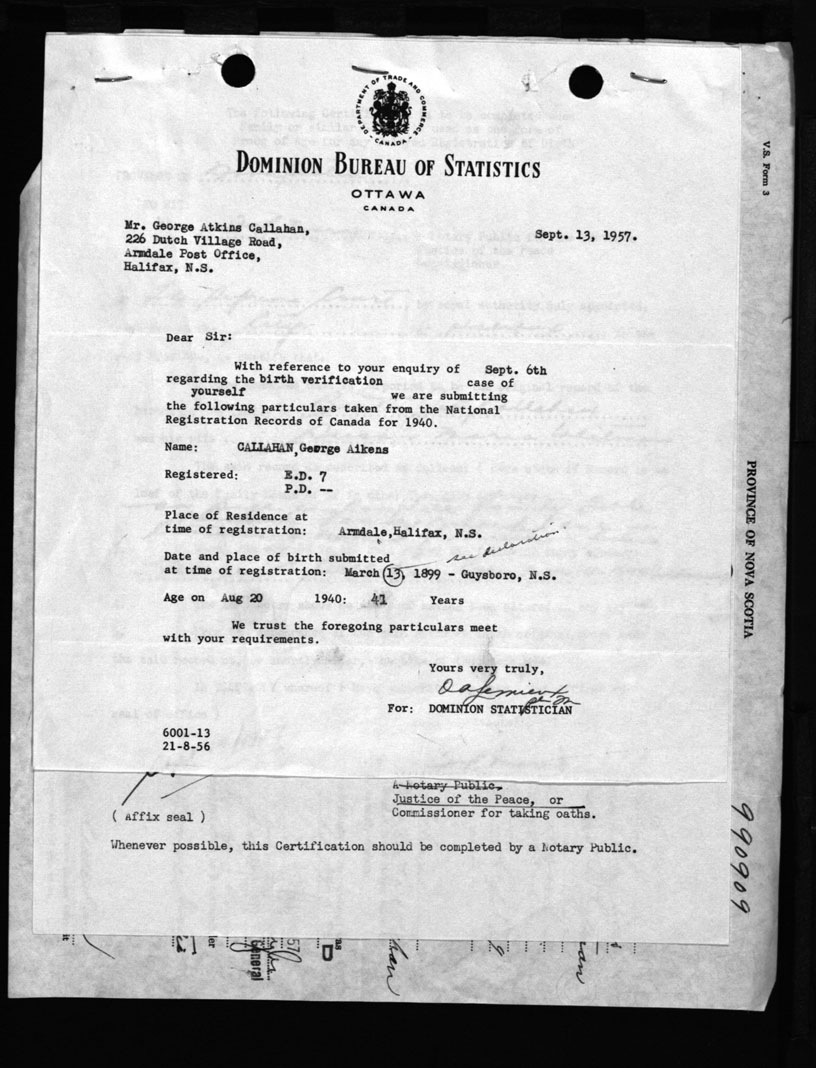 DEPARTMENT OF TRADE AND COMMERCE
CANADA
DOMINION BUREAU OF STATISTICS
OTTAWA
CANADA
Mr. George Atkins Callahan,
226 Dutch Village Road,
Armdale Post Office,
Halifax, N.S.
Sept. 13, 1957.
Dear Sir:
With reference to your enquiry of Sept. 6th
regarding the birth verification case of
yourself we are submitting
the following particulars taken from the National
Registration Records of Canada for 1940.
Name: CALLAHAN, George Aikens
Registered: E.D. 7
P.D. --
Place of Residence at
time of registration: Armdale, Halifax, N.S.
see declaration
Date and place of birth submitted
at time of registration: March 13, 1899 - Guysboro, N.S.
Age on Aug 20 1940: 41 Years
We trust the foregoing particulars meet
with your requirements.
Yours very truly,
For: DOMINION STATISTICIAN
6001-13
21-8-56
A Notary Public,
Justice of the Peace, or
Commissioner for taking oaths.
( Affix seal )
Whenever possible, this Certification should be completed by a Notary Public.
V.S. Form 3
PROVINCE OF NOVA SCOTIA
990909
General
D
as